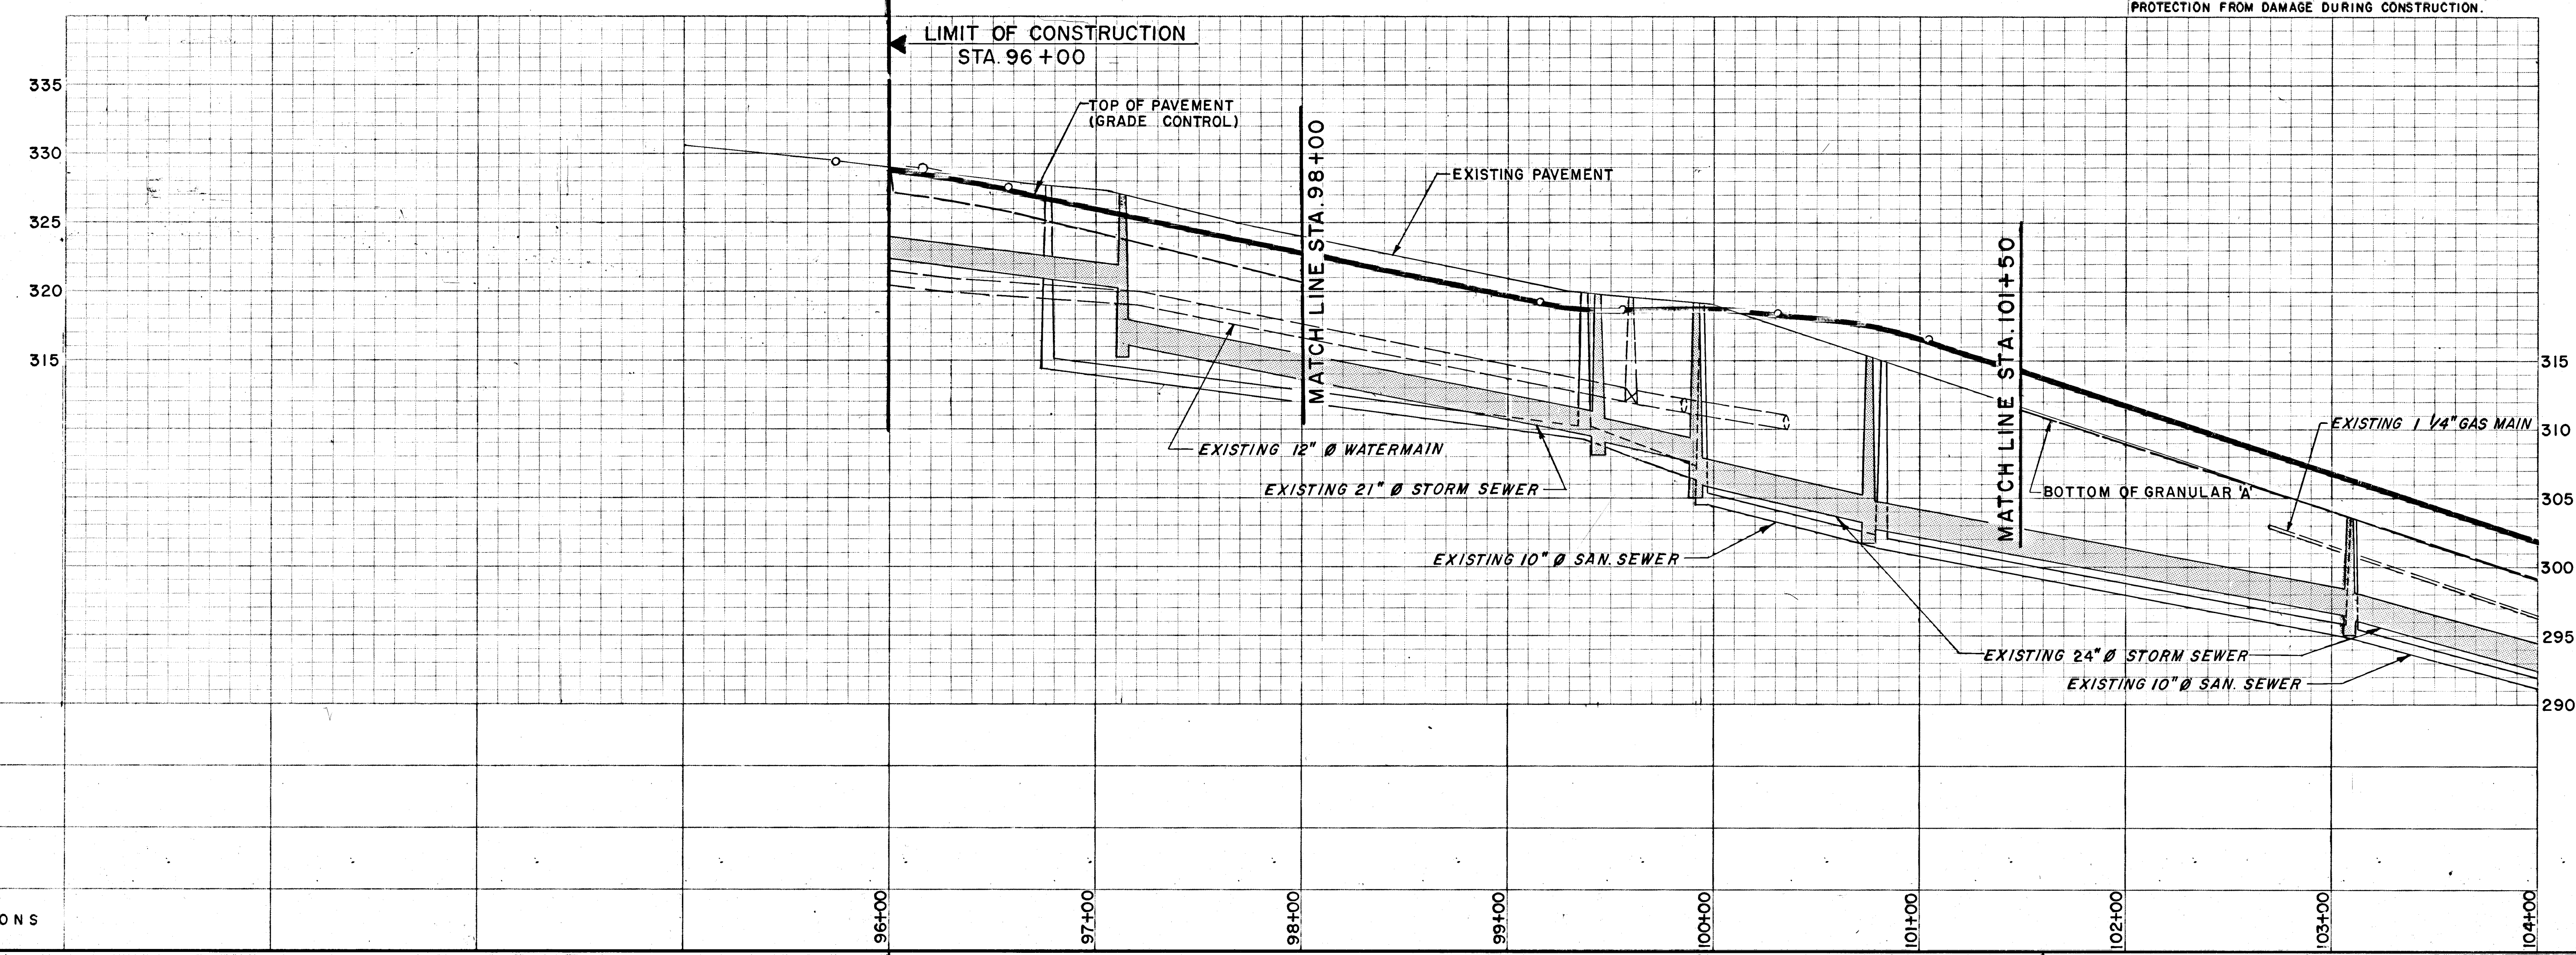 PROTECTION FROM DAMAGE DURING CONSTRUCTION.
LIMIT OF CONSTRUCTION
STA. 96+00
335
TOP OF PAVEMENT
(GRADE CONTROL)
330
MATCH LINE STA. 98+00
EXISTING PAVEMENT
325
MATCH LINE STA. 101+50
320
315
315
EXISTING 1 1/4" GAS MAIN
310
EXISTING 12" Ø WATERMAIN
EXISTING 21" Ø STORM SEWER
BOTTOM OF GRANULAR 'A'
305
EXISTING 10" Ø SAN. SEWER
300
295
EXISTING 24" Ø STORM SEWER
EXISTING 10" Ø SAN. SEWER
290
ONS
96+00
97+00
98+00
99+00
100+00
101+00
102+00
103+00
104+00